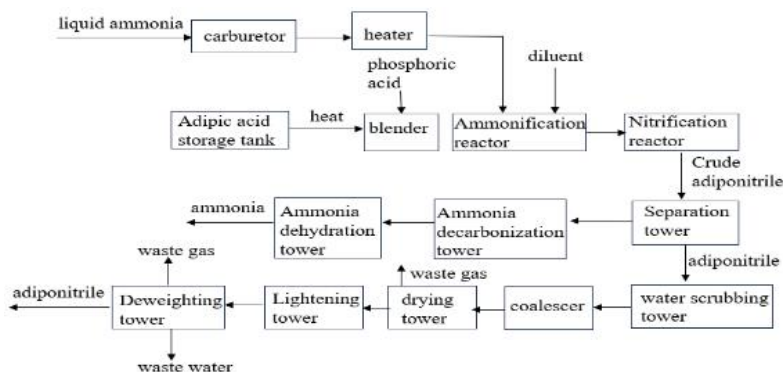 liquid ammonia
carburetor
heater
phosphoric
acid
diluent
Adipic acid
storage tank
heat
blender
Ammonification
reactor
Nitrification
reactor
Crude
adiponitrile
ammonia
Ammonia
dehydration
tower
Ammonia
decarbonization
tower
Separation
tower
waste gas
adiponitrile
adiponitrile
Deweighting
tower
Lightening
tower
waste gas
drying
tower
coalescer
water scrubbing
tower
waste water